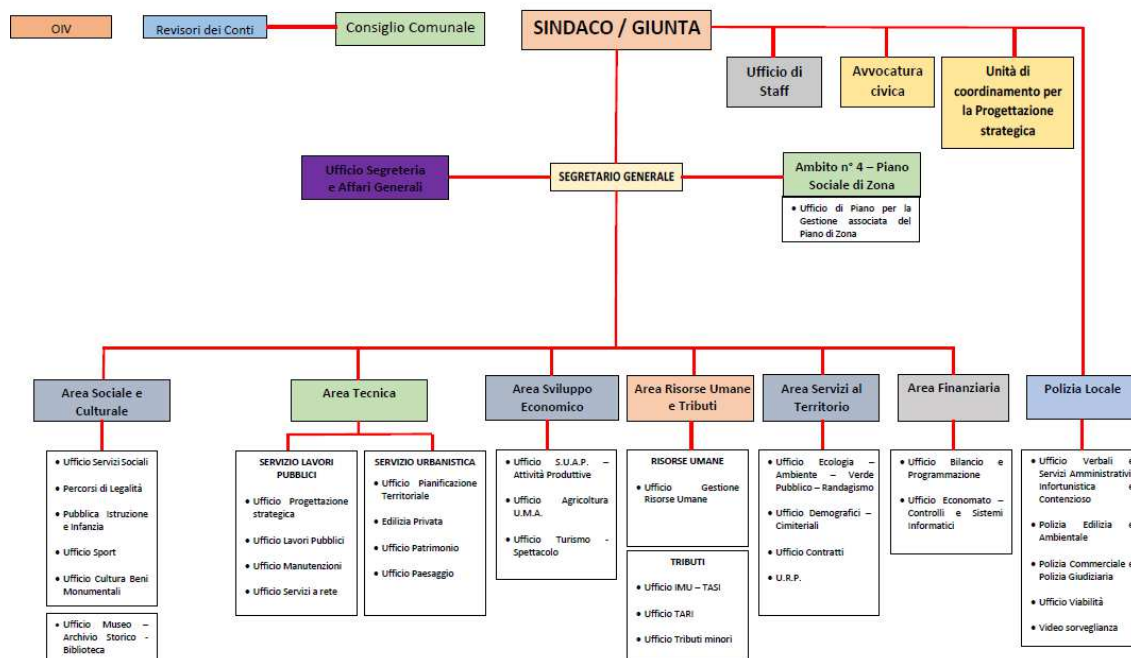 OIV
Revisori dei Conti
Consiglio Comunale
SINDACO / GIUNTA
Ufficio di
Staff
Avvocatura
civica
Unità di
coordinamento per
la Progettazione
strategica
Ufficio Segreteria
e Affari Generali
SEGRETARIO GENERALE
Ambito n° 4 – Piano
Sociale di Zona
• Ufficio di Piano per la
Gestione associata del
Piano di Zona
Area Sociale e
Culturale
• Ufficio Servizi Sociali
• Percorsi di Legalità
• Pubblica Istruzione
e Infanzia
• Ufficio Sport
• Ufficio Cultura Beni
Monumentali
• Ufficio Museo –
Archivio Storico -
Biblioteca
Area Tecnica
SERVIZIO LAVORI
PUBBLICI
• Ufficio Progettazione
strategica
• Ufficio Lavori Pubblici
• Ufficio Manutenzioni
• Ufficio Servizi a rete
SERVIZIO URBANISTICA
• Ufficio Pianificazione
Territoriale
• Edilizia Privata
• Ufficio Patrimonio
• Ufficio Paesaggio
Area Sviluppo
Economico
• Ufficio S.U.A.P. –
Attività Produttive
• Ufficio Agricoltura
U.M.A.
• Ufficio Turismo -
Spettacolo
Area Risorse Umane
e Tributi
RISORSE UMANE
• Ufficio Gestione
Risorse Umane
TRIBUTI
• Ufficio IMU – TASI
• Ufficio TARI
• Ufficio Tributi minori
Area Servizi al
Territorio
• Ufficio Ecologia –
Ambiente – Verde
Pubblico – Randagismo
• Ufficio Demografici –
Cimiteriali
• Ufficio Contratti
• U.R.P.
Area Finanziaria
• Ufficio Bilancio e
Programmazione
• Ufficio Economato –
Controlli e Sistemi
Informatici
Polizia Locale
• Ufficio Verbali e
Servizi Amministrativi
Infortunistica e
Contenzioso
• Polizia Edilizia e
Ambientale
• Polizia Commerciale e
Polizia Giudiziaria
• Ufficio Viabilità
• Video sorveglianza